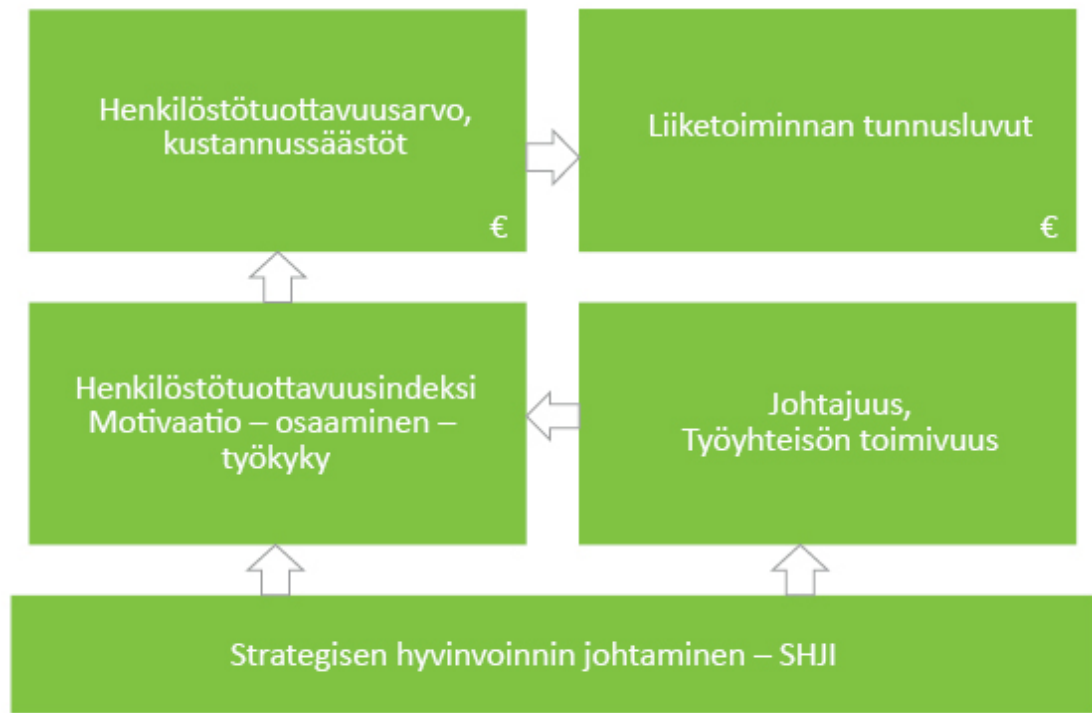 Henkilöstötuottavuusarvo,
kustannussäästöt
€
Liiketoiminnan tunnusluvut
€
Henkilöstötuottavuusindeksi
Motivaatio – osaaminen –
työkyky
Johtajuus,
Työyhteisön toimivuus
Strategisen hyvinvoinnin johtaminen – SHJI